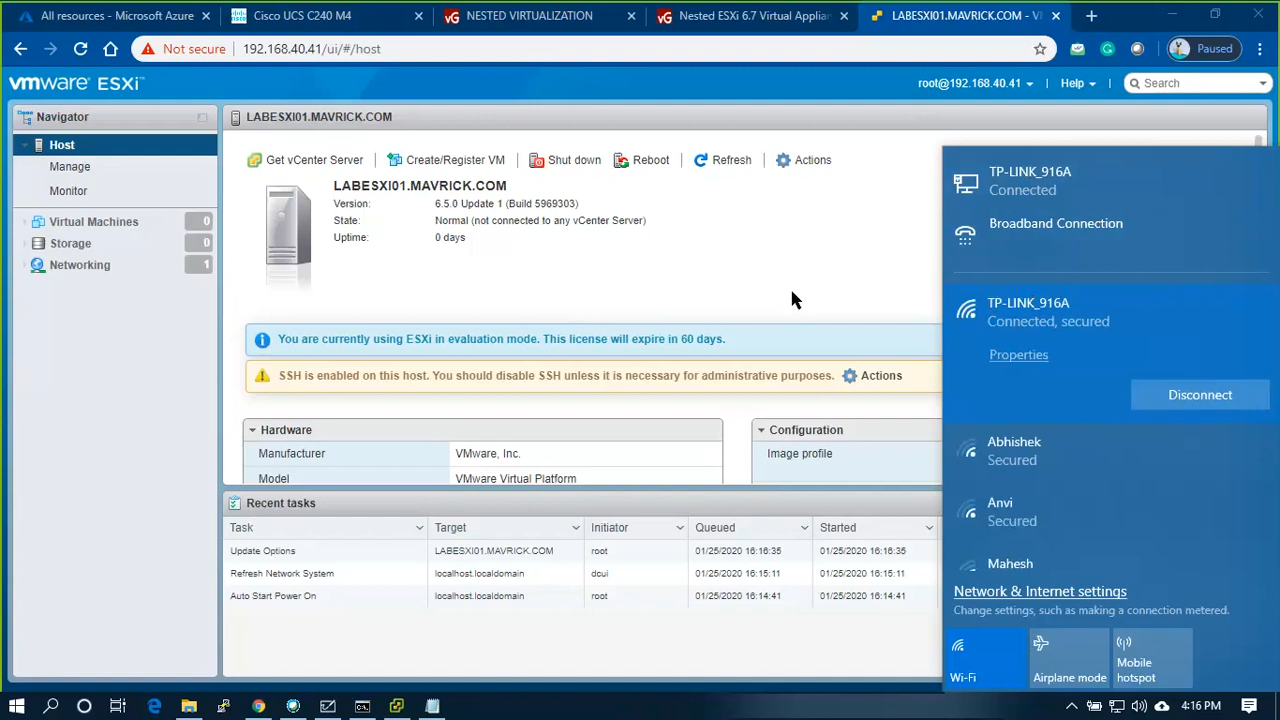 All resources - Microsoft Azure
Cisco UCS C240 M4
NESTED VIRTUALIZATION
Nested ESXi 6.7 Virtual Applian
LABESXI01.MAVRICK.COM - V
Not secure
192.168.40.41/ui/#/host
Paused
vmware ESXi™
root@192.168.40.41
Help
Search
Navigator
LABESXI01.MAVRICK.COM
Host
Manage
Monitor
Virtual Machines 0
Storage 0
Networking 1
Get vCenter Server
Create/Register VM
Shut down
Reboot
Refresh
Actions
LABESXI01.MAVRICK.COM
Version: 6.5.0 Update 1 (Build 5969303)
State: Normal (not connected to any vCenter Server)
Uptime: 0 days
You are currently using ESXi in evaluation mode. This license will expire in 60 days.
SSH is enabled on this host. You should disable SSH unless it is necessary for administrative purposes. Actions
Hardware
Manufacturer VMware, Inc.
Model VMware Virtual Platform
Configuration
Image profile
Recent tasks
Task Target Initiator Queued Started
Update Options LABESXI01.MAVRICK.COM root 01/25/2020 16:16:35 01/25/2020 16:16:35
Refresh Network System localhost.localdomain dcui 01/25/2020 16:15:11 01/25/2020 16:15:11
Auto Start Power On localhost.localdomain root 01/25/2020 16:14:41 01/25/2020 16:14:41
TP-LINK_916A
Connected
Broadband Connection
TP-LINK_916A
Connected, secured
Properties
Disconnect
Abhishek
Secured
Anvi
Secured
Mahesh
Network & Internet settings
Change settings, such as making a connection metered.
Wi-Fi
Airplane mode
Mobile
hotspot
4:16 PM